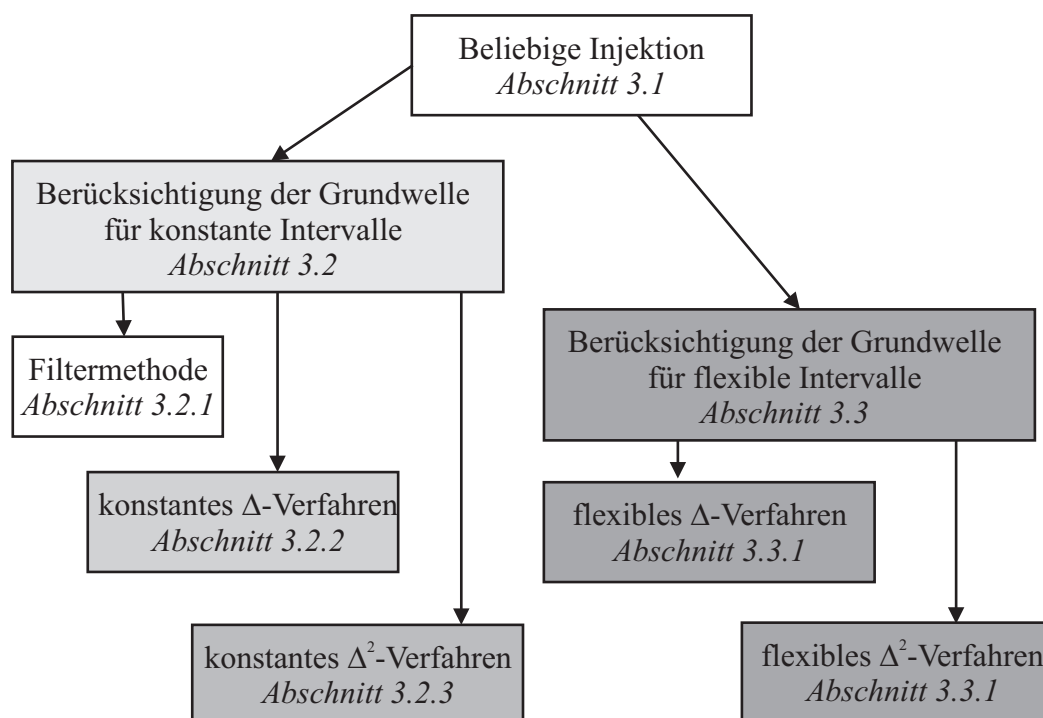 Beliebige Injektion
Abschnitt 3.1
Berücksichtigung der Grundwelle
für konstante Intervalle
Abschnitt 3.2
Filtermethode
Abschnitt 3.2.1
konstantes Δ-Verfahren
Abschnitt 3.2.2
konstantes Δ²-Verfahren
Abschnitt 3.2.3
Berücksichtigung der Grundwelle
für flexible Intervalle
Abschnitt 3.3
flexibles Δ-Verfahren
Abschnitt 3.3.1
flexibles Δ²-Verfahren
Abschnitt 3.3.1